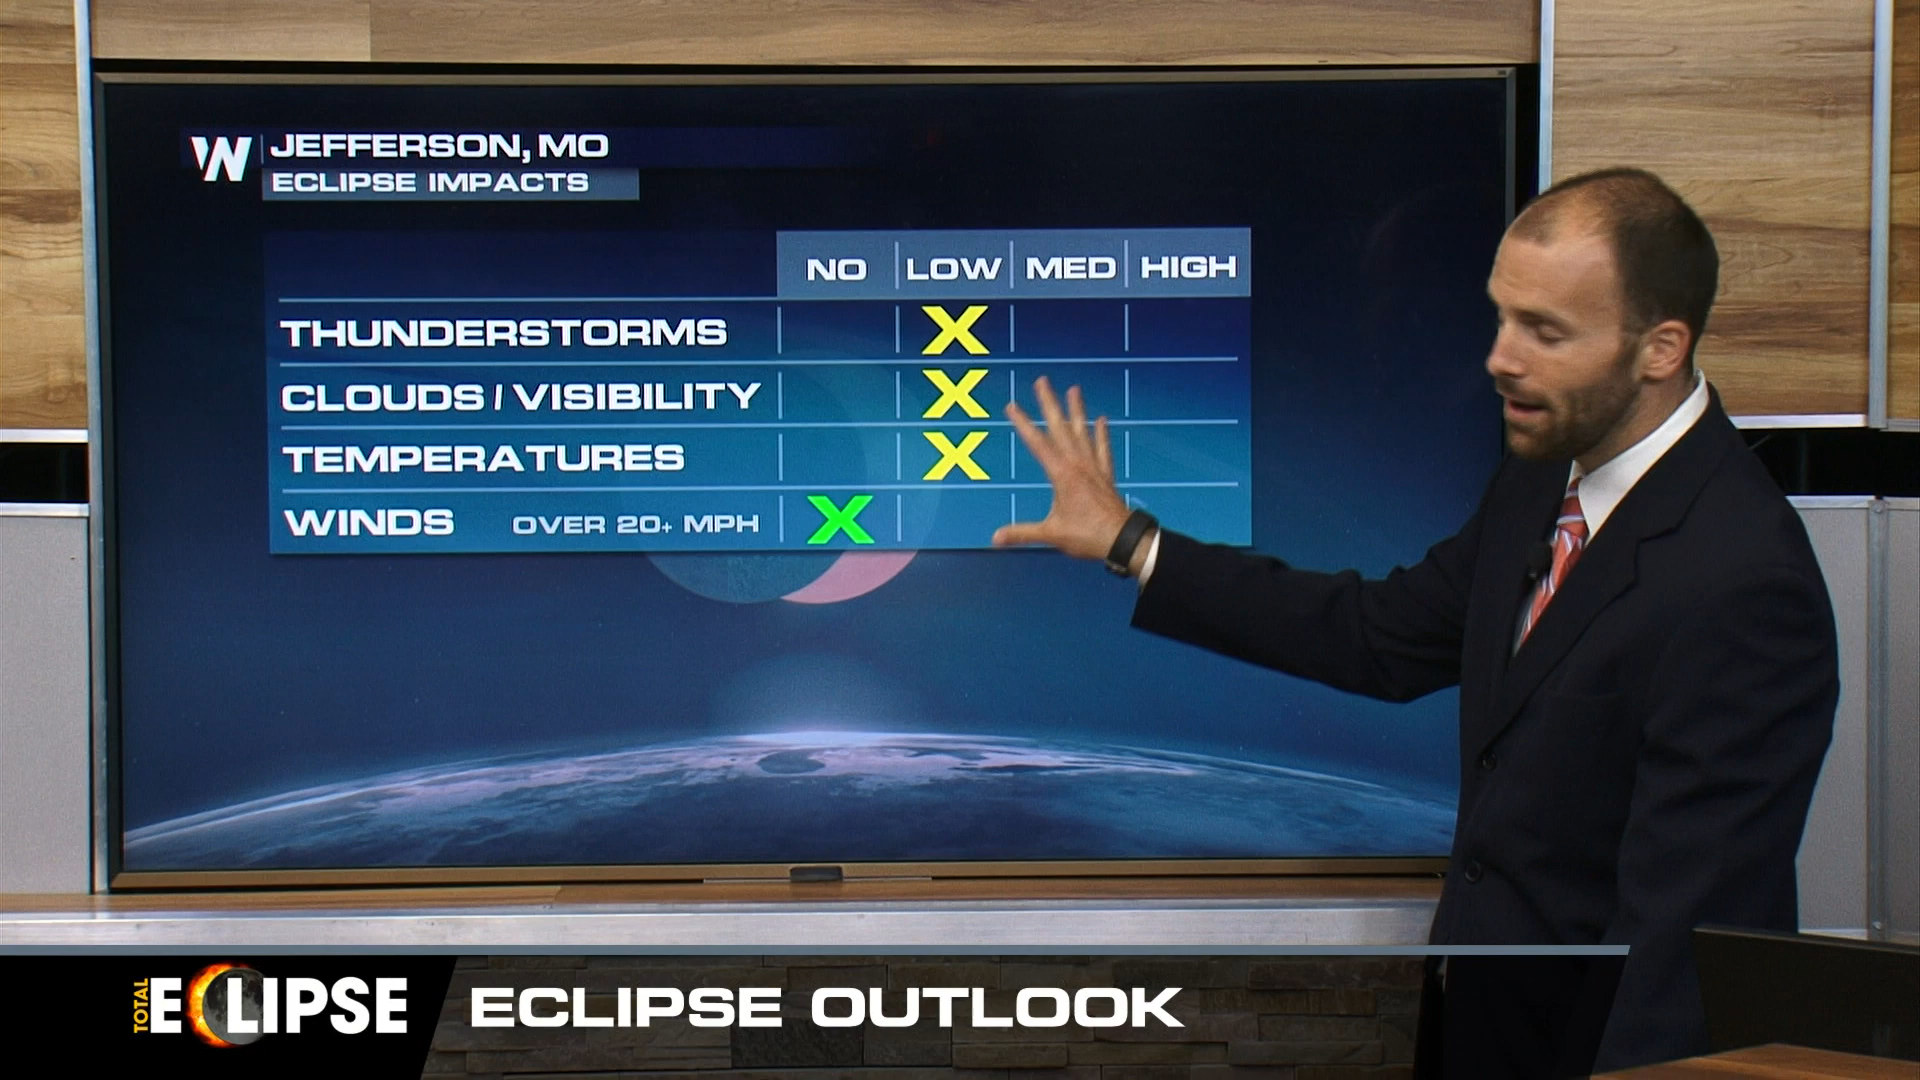 W JEFFERSON, MO
ECLIPSE IMPACTS
NO LOW MED HIGH
THUNDERSTORMS X
CLOUDS / VISIBILITY X
TEMPERATURES X
WINDS OVER 20+ MPH X
TOTAL ECLIPSE
ECLIPSE OUTLOOK